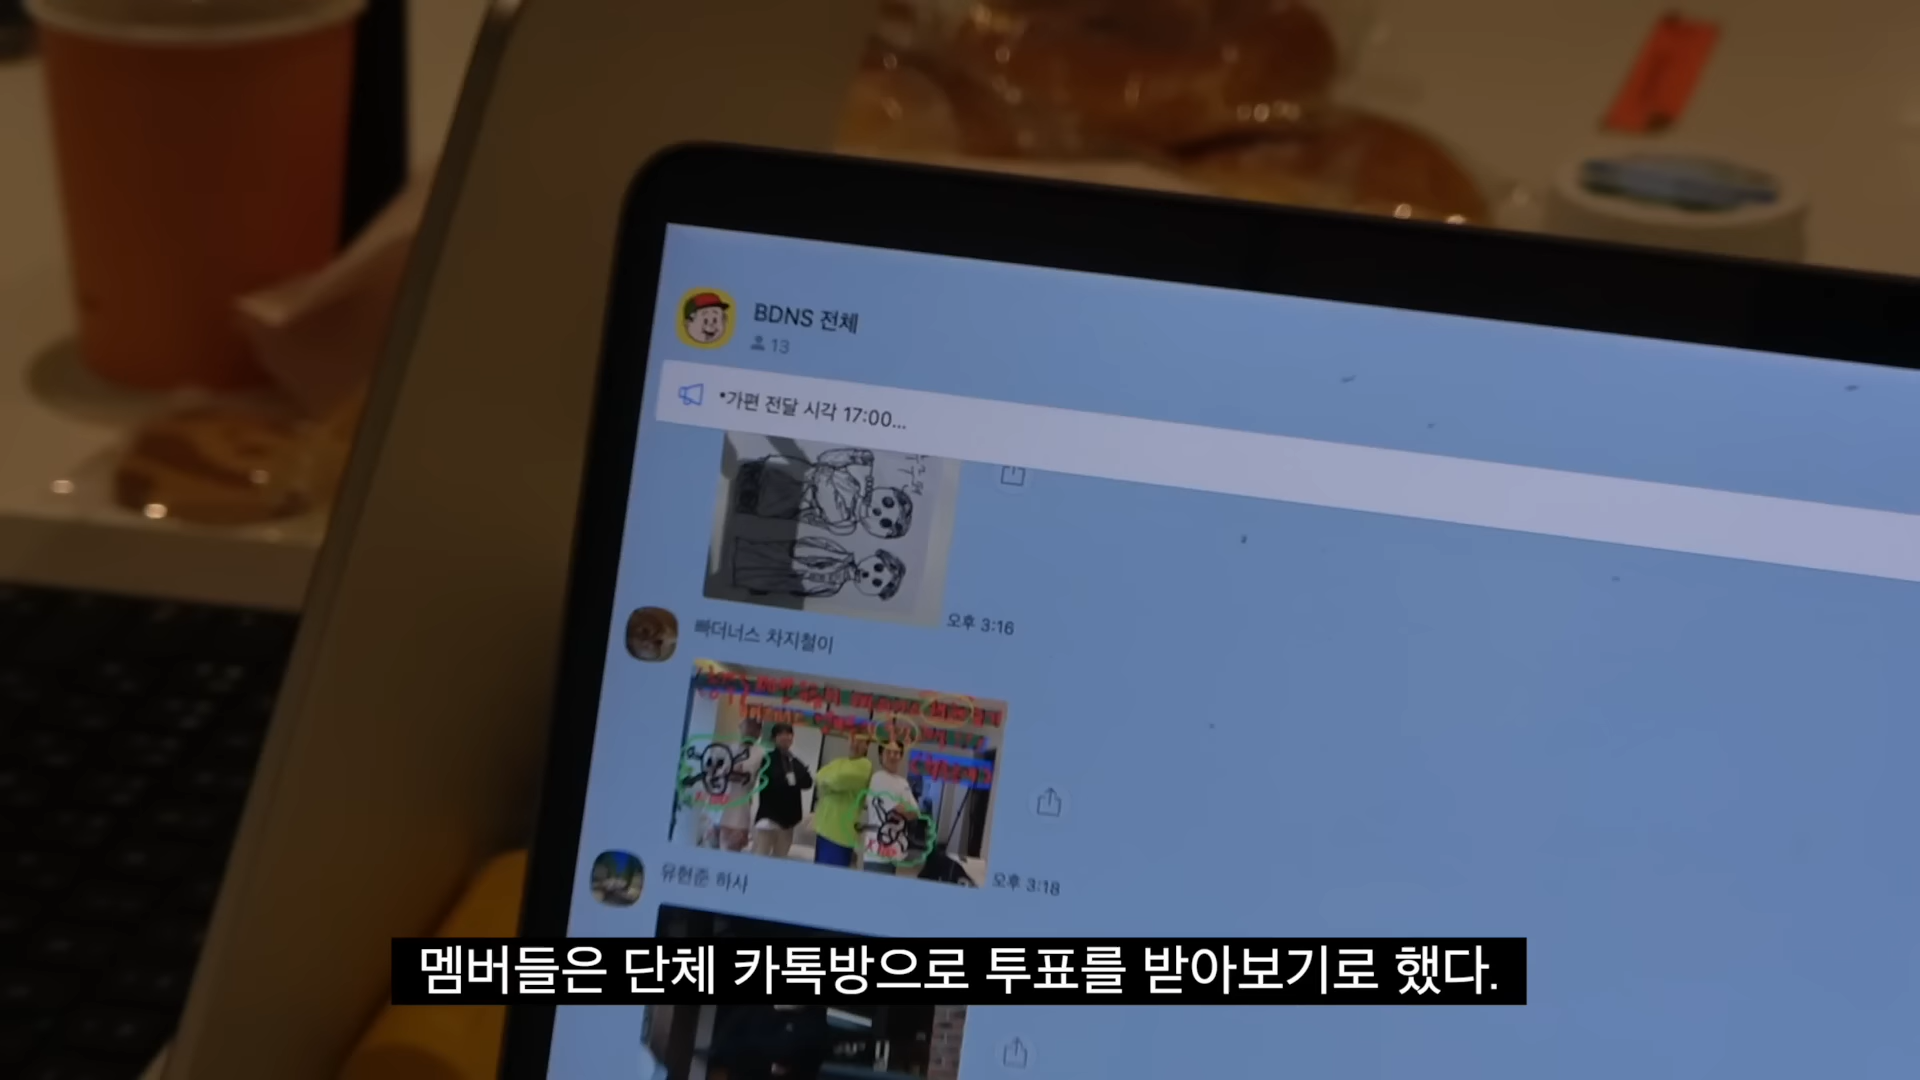 BDNS 전체
13
*가편 전달 시각 17:00...
오후 3:16
빠더너스 차지철이
오후 3:18
유현준 하사
멤버들은 단체 카톡방으로 투표를 받아보기로 했다.